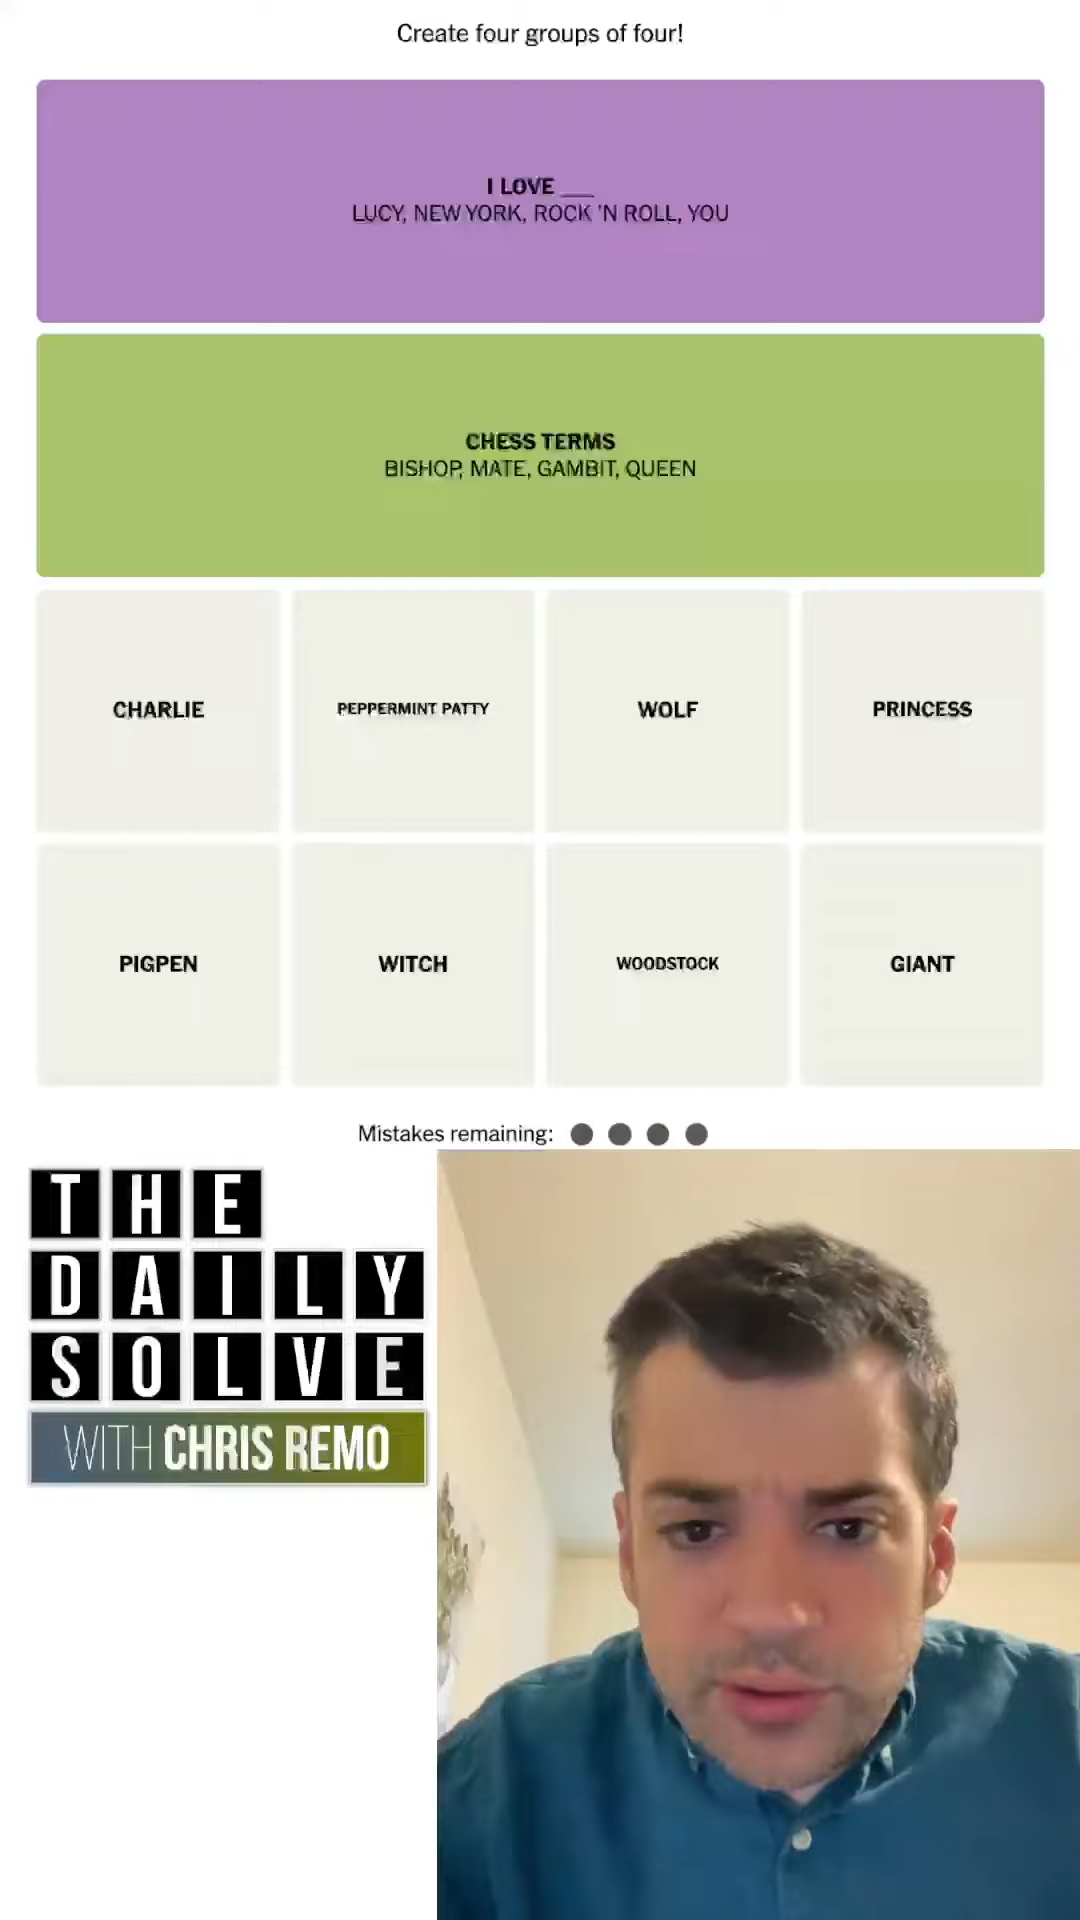 Create four groups of four!
I LOVE ___
LUCY, NEW YORK, ROCK 'N ROLL, YOU
CHESS TERMS
BISHOP, MATE, GAMBIT, QUEEN
CHARLIE
PEPPERMINT PATTY
WOLF
PRINCESS
PIGPEN
WITCH
WOODSTOCK
GIANT
Mistakes remaining:
THE
DAILY
SOLVE
WITH CHRIS REMO